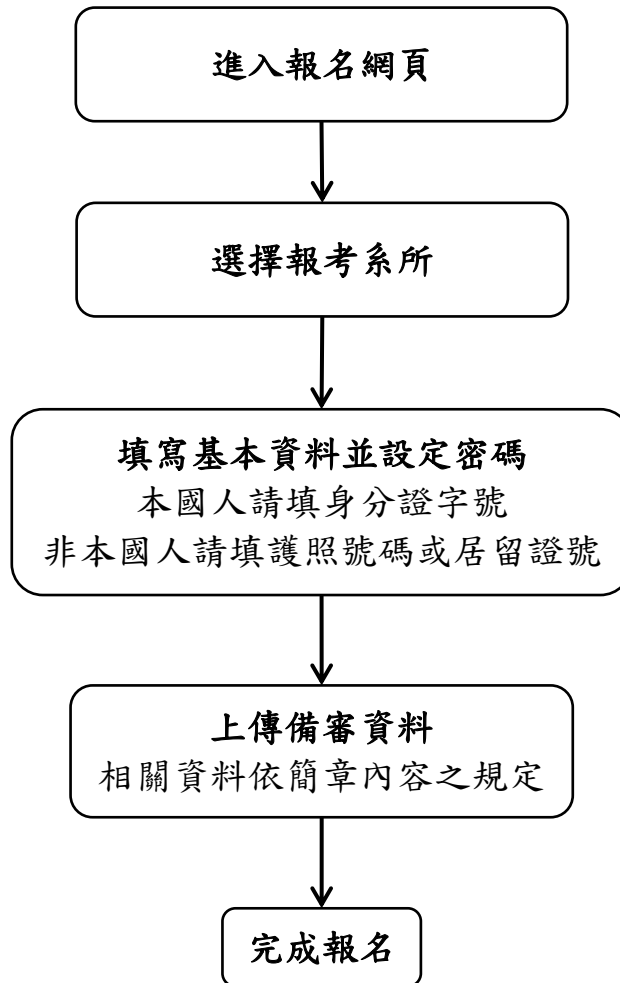 進入報名網頁
選擇報考系所
填寫基本資料並設定密碼
本國人請填身分證字號
非本國人請填護照號碼或居留證號
上傳備審資料
相關資料依簡章內容之規定
完成報名